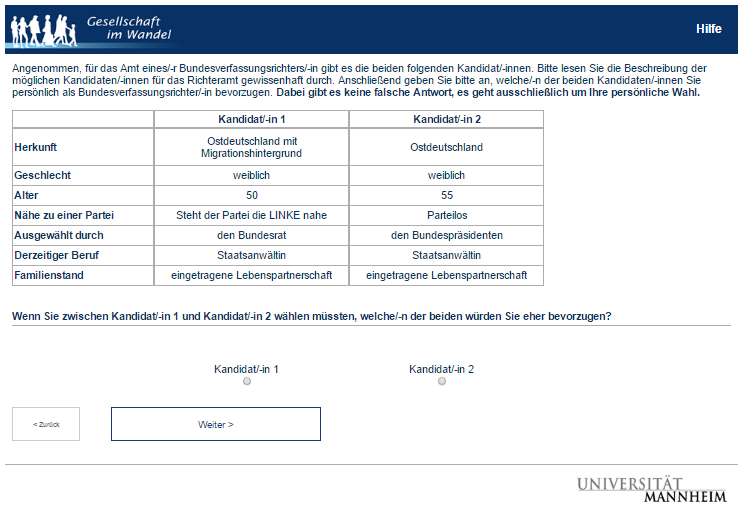 Gesellschaft
im Wandel
Hilfe
Angenommen, für das Amt eines/-r Bundesverfassungsrichters/-in gibt es die beiden folgenden Kandidat/-innen. Bitte lesen Sie die Beschreibung der
möglichen Kandidaten/-innen für das Richteramt gewissenhaft durch. Anschließend geben Sie bitte an, welche/-n der beiden Kandidaten/-innen Sie
persönlich als Bundesverfassungsrichter/-in bevorzugen. Dabei gibt es keine falsche Antwort, es geht ausschließlich um Ihre persönliche Wahl.
Kandidat/-in 1 Kandidat/-in 2
Herkunft Ostdeutschland mit Migrationshintergrund Ostdeutschland
Geschlecht weiblich weiblich
Alter 50 55
Nähe zu einer Partei Steht der Partei die LINKE nahe Parteilos
Ausgewählt durch den Bundesrat den Bundespräsidenten
Derzeitiger Beruf Staatsanwältin Staatsanwältin
Familienstand eingetragene Lebenspartnerschaft eingetragene Lebenspartnerschaft
Wenn Sie zwischen Kandidat/-in 1 und Kandidat/-in 2 wählen müssten, welche/-n der beiden würden Sie eher bevorzugen?
Kandidat/-in 1 Kandidat/-in 2
< Zurück Weiter >
UNIVERSITÄT
MANNHEIM